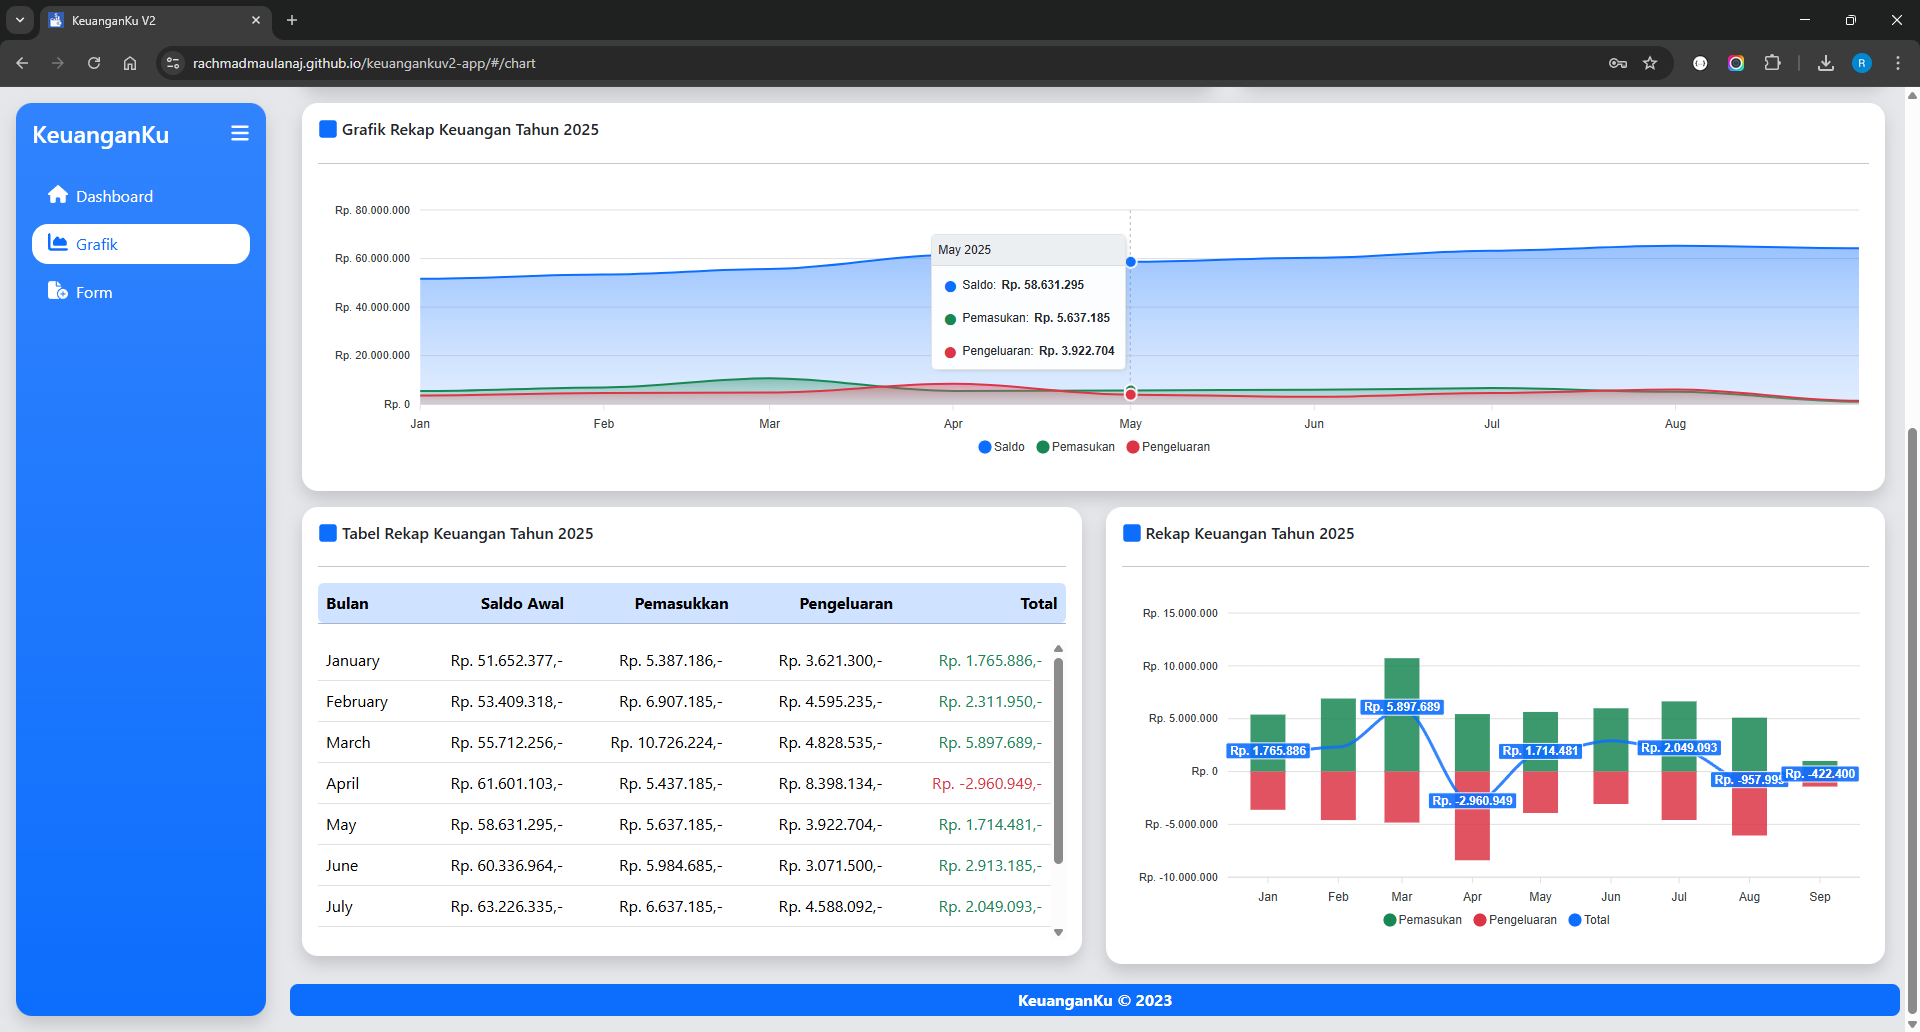 KeuanganKu V2
rachmadmaulanaj.github.io/keuangankuv2-app/#/chart
R
KeuanganKu
Dashboard
Grafik
Form
Grafik Rekap Keuangan Tahun 2025
Rp. 80.000.000
Rp. 60.000.000
Rp. 40.000.000
Rp. 20.000.000
Rp. 0
May 2025
Saldo: Rp. 58.631.295
Pemasukan: Rp. 5.637.185
Pengeluaran: Rp. 3.922.704
Jan Feb Mar Apr May Jun Jul Aug
Saldo Pemasukan Pengeluaran
Tabel Rekap Keuangan Tahun 2025
Bulan Saldo Awal Pemasukkan Pengeluaran Total
January Rp. 51.652.377,- Rp. 5.387.186,- Rp. 3.621.300,- Rp. 1.765.886,-
February Rp. 53.409.318,- Rp. 6.907.185,- Rp. 4.595.235,- Rp. 2.311.950,-
March Rp. 55.712.256,- Rp. 10.726.224,- Rp. 4.828.535,- Rp. 5.897.689,-
April Rp. 61.601.103,- Rp. 5.437.185,- Rp. 8.398.134,- Rp. -2.960.949,-
May Rp. 58.631.295,- Rp. 5.637.185,- Rp. 3.922.704,- Rp. 1.714.481,-
June Rp. 60.336.964,- Rp. 5.984.685,- Rp. 3.071.500,- Rp. 2.913.185,-
July Rp. 63.226.335,- Rp. 6.637.185,- Rp. 4.588.092,- Rp. 2.049.093,-
Rekap Keuangan Tahun 2025
Rp. 15.000.000
Rp. 10.000.000
Rp. 5.000.000
Rp. 0
Rp. -5.000.000
Rp. -10.000.000
Rp. 1.765.886
Rp. 5.897.689
Rp. -2.960.949
Rp. 1.714.481
Rp. 2.049.093
Rp. -957.995
Rp. -422.400
Jan Feb Mar Apr May Jun Jul Aug Sep
Pemasukan Pengeluaran Total
KeuanganKu © 2023